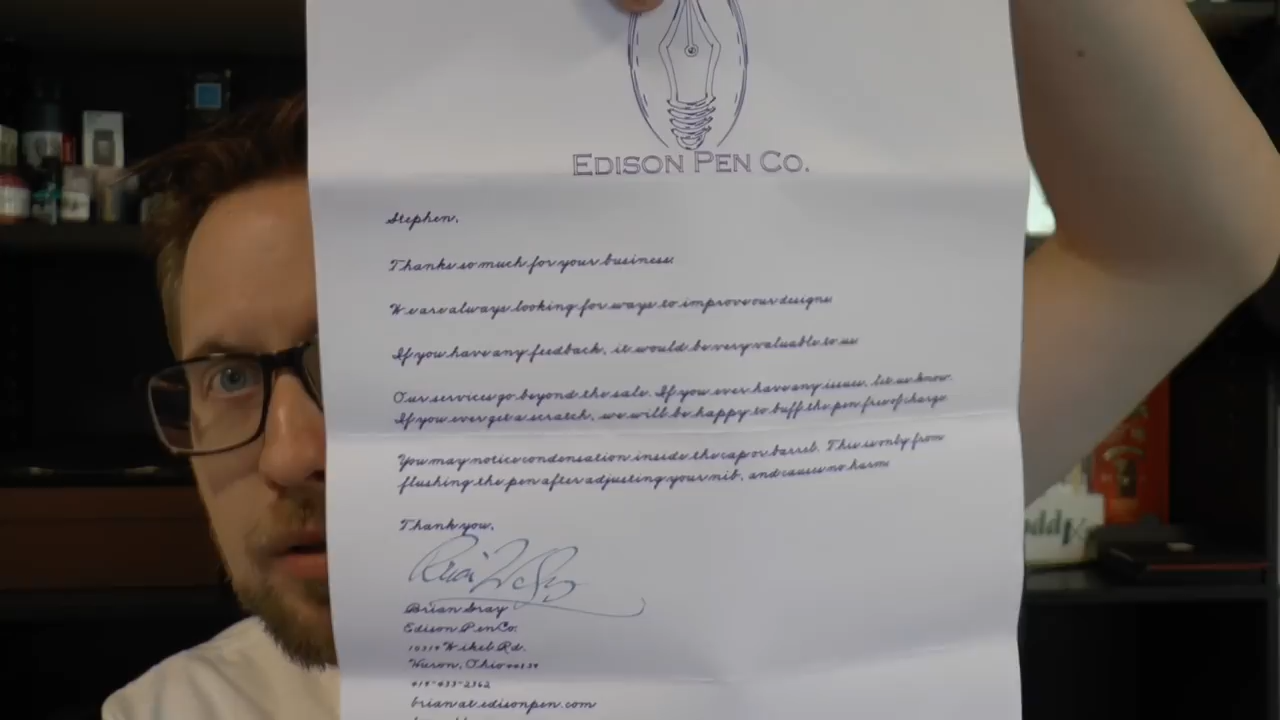 EDISON PEN CO.
Stephen,
Thanks so much for your business.
We are always looking for ways to improve our designs
If you have any feedback, it would be very valuable to us
Our services go beyond the sale. If you ever have any issues, let us know.
If you ever get a scratch, we will be happy to buff the pen free of charge
You may notice condensation inside the cap or barrel. This is only from
flushing the pen after adjusting your nib, and causes no harm
Thank you,
Brian Gray
Edison Pen Co.
Wikel Rd.
Huron, Ohio
brian at edisonpen.com